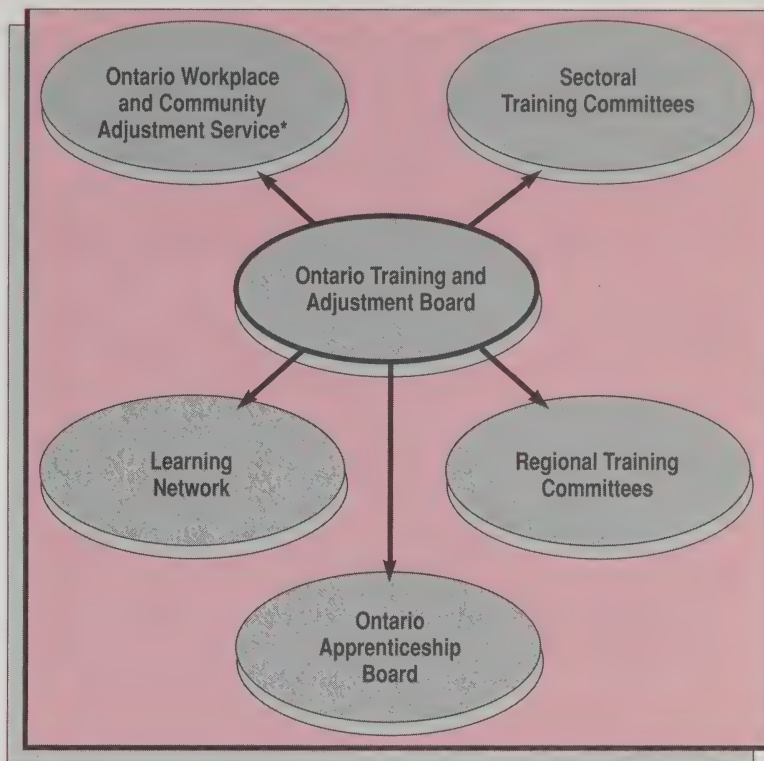 Ontario Workplace
and Community
Adjustment Service*
Sectoral
Training Committees
Ontario Training and
Adjustment Board
Learning
Network
Regional Training
Committees
Ontario
Apprenticeship
Board